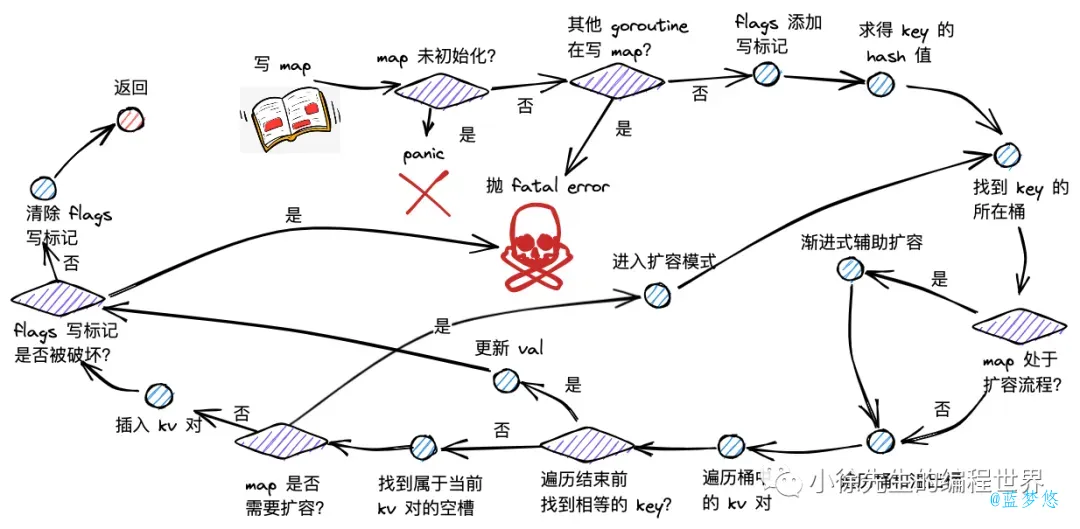 写 map
map 未初始化?
是
panic
否
其他 goroutine
在写 map?
是
抛 fatal error
否
flags 添加
写标记
求得 key 的
hash 值
找到 key 的
所在桶
map 处于
扩容流程?
是
渐进式辅助扩容
否
遍历桶中
的 kv 对
遍历结束前
找到相等的 key?
是
更新 val
否
找到属于当前
kv 对的空槽
map 是否
需要扩容?
是
进入扩容模式
否
插入 kv 对
flags 写标记
是否被破坏?
是
否
清除 flags
写标记
返回
小徐先生的编程世界
@蓝梦悠